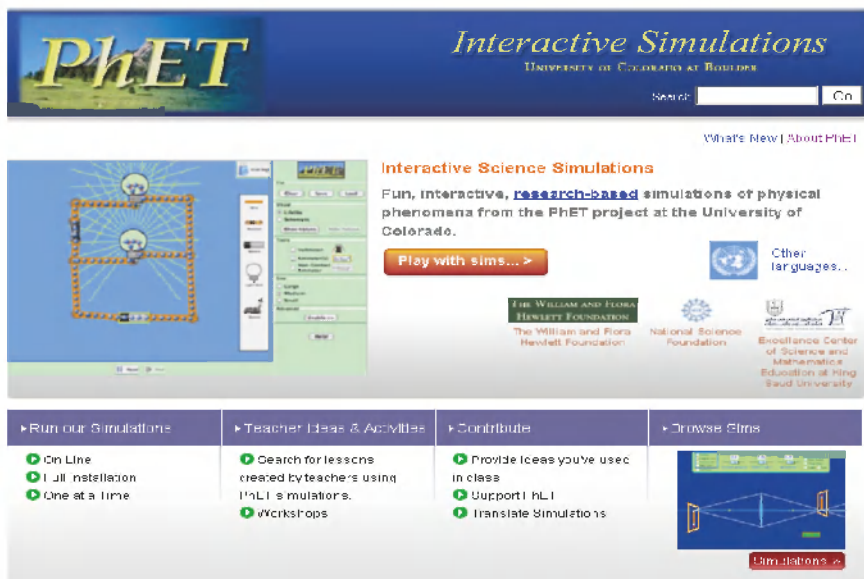 PhET
Interactive Simulations
UNIVERSITY OF COLORADO AT BOULDER
Search
Go
What's New | About PhET
Interactive Science Simulations
Fun, interactive, research-based simulations of physical
phenomena from the PhET project at the University of
Colorado.
Play with sims... >
Other
languages...
THE WILLIAM AND FLORA
HEWLETT FOUNDATION
The William and Flora
Hewlett Foundation
National Science
Foundation
Excellence Center
of Science and
Mathematics
Education at King
Saud University
Run our Simulations
On Line
Full Installation
One at a Time
Teacher Ideas & Activities
Search for lessons
created by teachers using
PhET simulations.
Workshops
Contribute
Provide ideas you've used
in class
Support PhET
Translate Simulations
Browse Sims
Simulations >